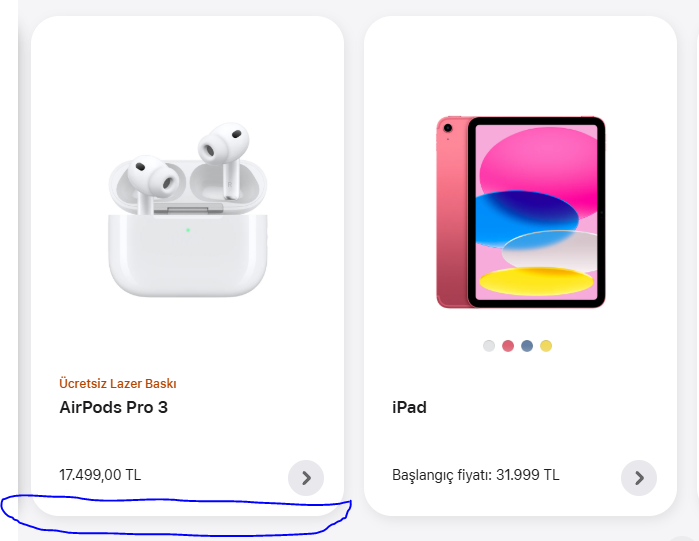 Ücretsiz Lazer Baskı
AirPods Pro 3
17.499,00 TL
iPad
Başlangıç fiyatı: 31.999 TL